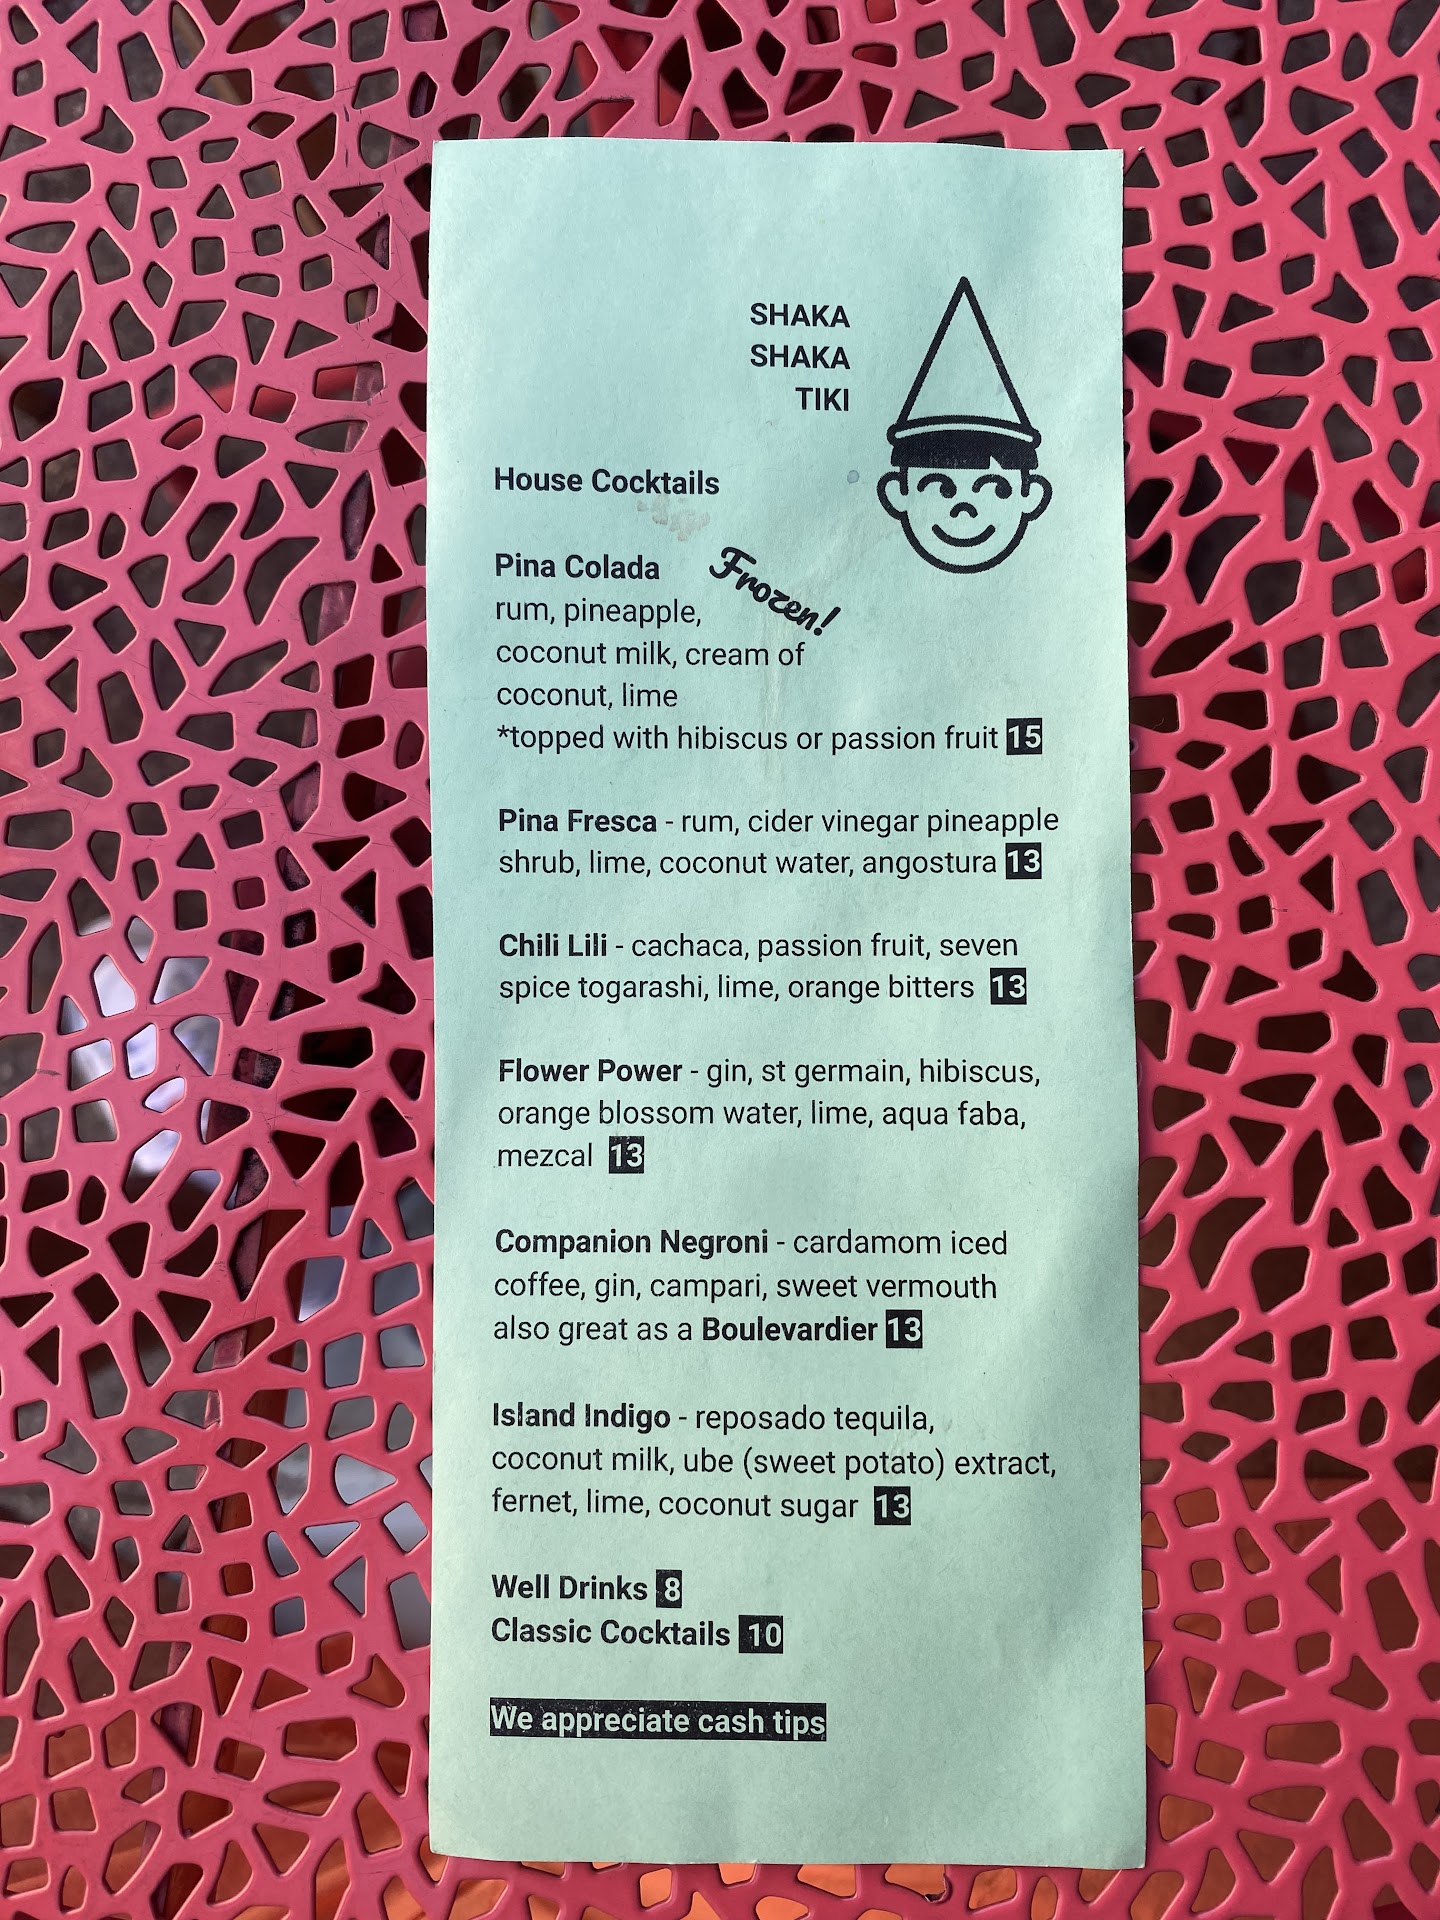 SHAKA
SHAKA
TIKI
House Cocktails
Pina Colada
Frozen!
rum, pineapple,
coconut milk, cream of
coconut, lime
*topped with hibiscus or passion fruit 15
Pina Fresca - rum, cider vinegar pineapple
shrub, lime, coconut water, angostura 13
Chili Lili - cachaca, passion fruit, seven
spice togarashi, lime, orange bitters 13
Flower Power - gin, st germain, hibiscus,
orange blossom water, lime, aqua faba,
mezcal 13
Companion Negroni - cardamom iced
coffee, gin, campari, sweet vermouth
also great as a Boulevardier 13
Island Indigo - reposado tequila,
coconut milk, ube (sweet potato) extract,
fernet, lime, coconut sugar 13
Well Drinks 8
Classic Cocktails 10
We appreciate cash tips